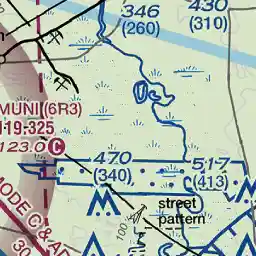 346
(260)
430
(310)
MUNI (6R3)
119-325
123.0 C
470
(340)
517
(413)
street
pattern
100
MODE C & AD
30